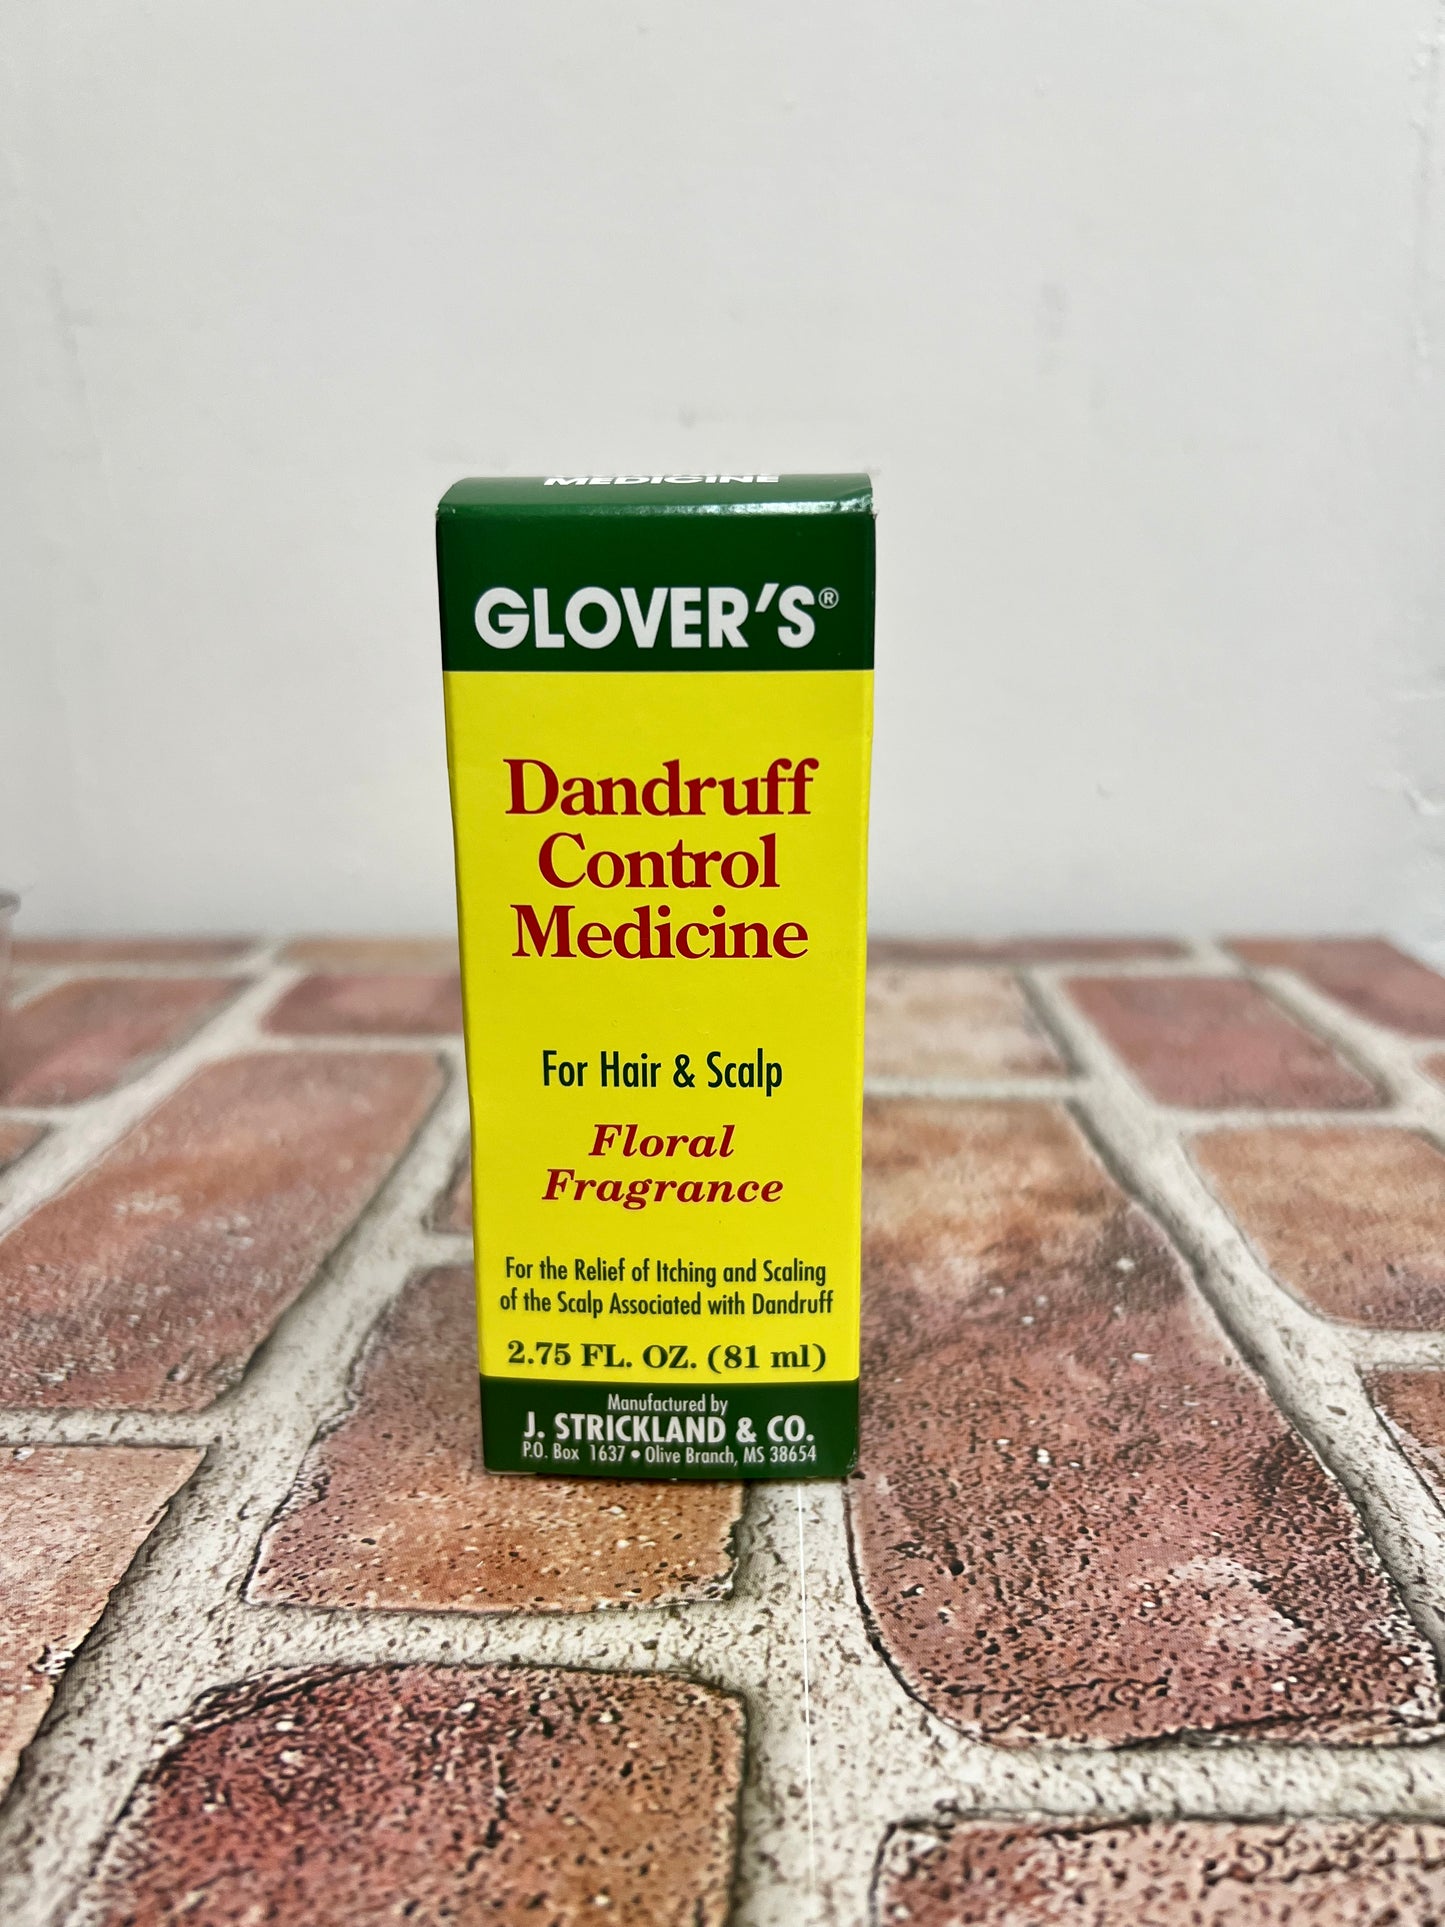 MEDICINE
GLOVER'S®
Dandruff
Control
Medicine
For Hair & Scalp
Floral
Fragrance
For the Relief of Itching and Scaling
of the Scalp Associated with Dandruff
2.75 FL. OZ. (81 ml)
Manufactured by
J. STRICKLAND & CO.
P.O. Box 1637 • Olive Branch, MS 38654